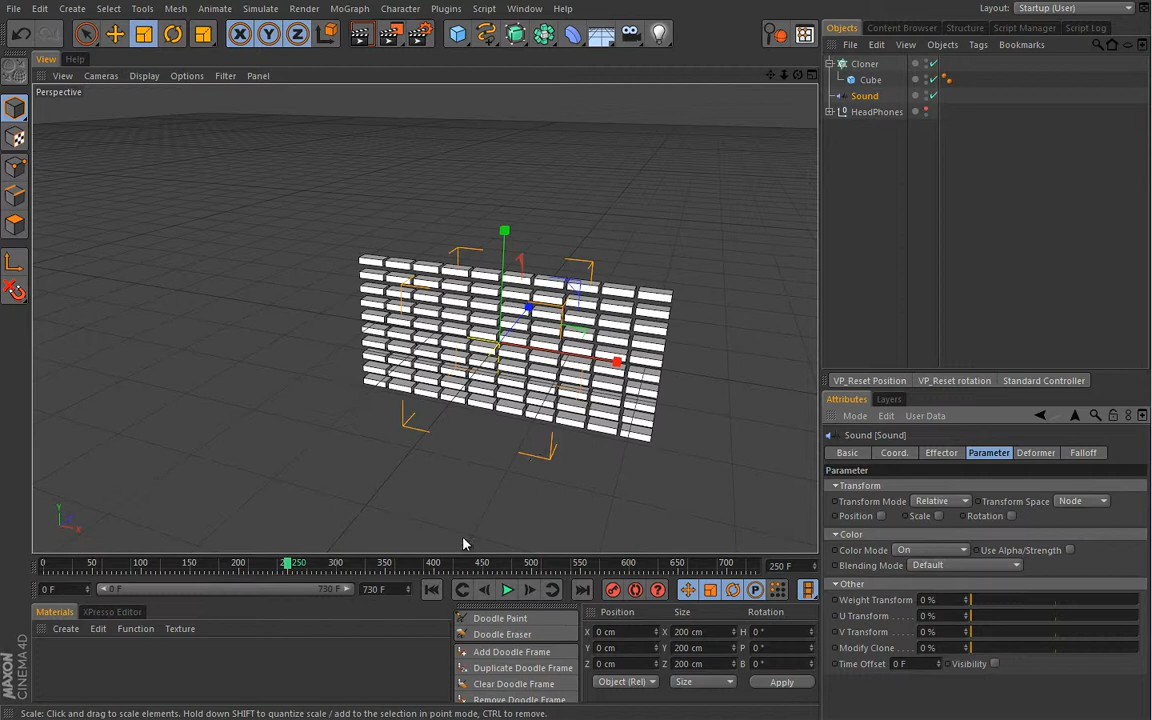 File Edit Create Select Tools Mesh Animate Simulate Render MoGraph Character Plugins Script Window Help Layout: Startup (User)
X Y Z
Objects Content Browser Structure Script Manager Script Log
View Help
File Edit View Objects Tags Bookmarks
View Cameras Display Options Filter Panel
Cloner
Perspective
Cube
Sound
HeadPhones
VP_Reset Position VP_Reset rotation Standard Controller
Attributes Layers
Mode Edit User Data
Sound [Sound]
Basic Coord. Effector Parameter Deformer Falloff
Parameter
Transform
Transform Mode Relative Transform Space Node
Position Scale Rotation
Color
Color Mode On Use Alpha/Strength
Blending Mode Default
Other
Weight Transform 0 %
U Transform 0 %
V Transform 0 %
Modify Clone 0 %
Time Offset 0 F Visibility
Y
X
0 50 100 150 200 250 300 350 400 450 500 550 600 650 700 250 F
0 F 0 F 730 F 730 F
Materials XPresso Editor
Create Edit Function Texture
Doodle Paint
Doodle Eraser
Add Doodle Frame
Duplicate Doodle Frame
Clear Doodle Frame
Remove Doodle Frame
Position Size Rotation
X 0 cm X 200 cm H 0 °
Y 0 cm Y 200 cm P 0 °
Z 0 cm Z 200 cm B 0 °
Object (Rel) Size Apply
MAXON
CINEMA 4D
Scale: Click and drag to scale elements. Hold down SHIFT to quantize scale / add to the selection in point mode, CTRL to remove.